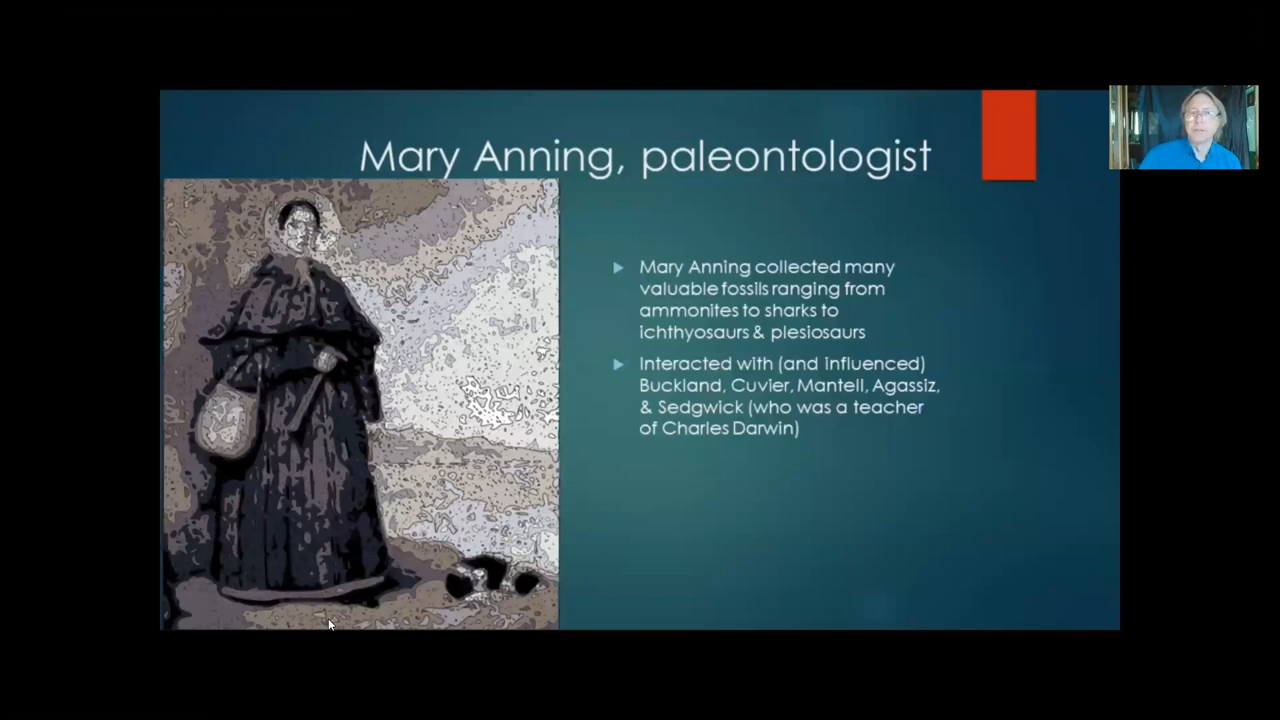 Mary Anning, paleontologist
Mary Anning collected many
valuable fossils ranging from
ammonites to sharks to
ichthyosaurs & plesiosaurs
Interacted with (and influenced)
Buckland, Cuvier, Mantell, Agassiz,
& Sedgwick (who was a teacher
of Charles Darwin)